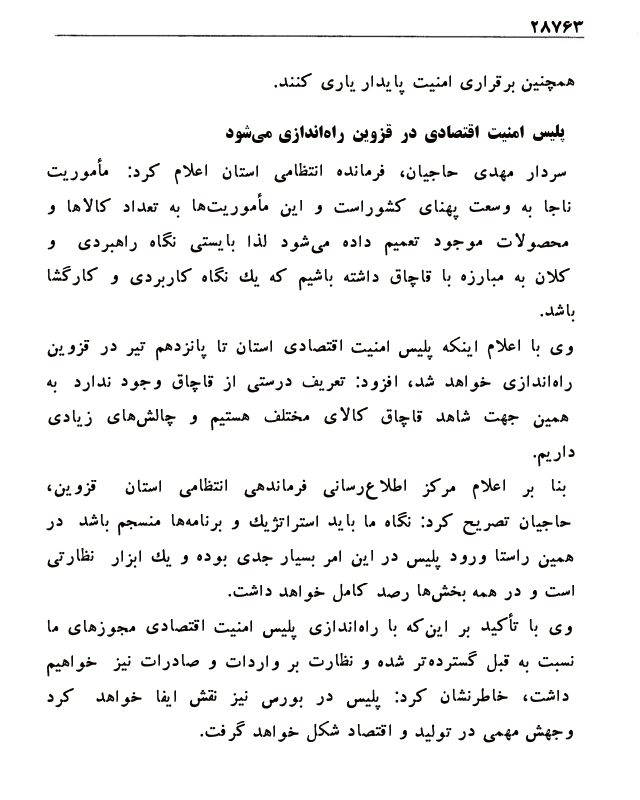 ۲۸۷۶۳
همچنین برقراری امنیت پایدار یاری کنند.
پلیس امنیت اقتصادی در قزوین راه‌اندازی می‌شود
سردار مهدی حاجیان، فرمانده انتظامی استان اعلام کرد: مأموریت
ناجا به وسعت پهنای کشوراست و این مأموریت‌ها به تعداد کالاها و
محصولات موجود تعمیم داده می‌شود لذا بایستی نگاه راهبردی و
کلان به مبارزه با قاچاق داشته باشیم که یك نگاه کاربردی و کارگشا
باشد.
وی با اعلام اینکه پلیس امنیت اقتصادی استان تا پانزدهم تیر در قزوین
راه‌اندازی خواهد شد، افزود: تعریف درستی از قاچاق وجود ندارد به
همین جهت شاهد قاچاق کالای مختلف هستیم و چالش‌های زیادی
داریم.
بنا بر اعلام مرکز اطلاع‌رسانی فرماندهی انتظامی استان قزوین،
حاجیان تصریح کرد: نگاه ما باید استراتژیك و برنامه‌ها منسجم باشد در
همین راستا ورود پلیس در این امر بسیار جدی بوده و یك ابزار نظارتی
است و در همه بخش‌ها رصد کامل خواهد داشت.
وی با تأکید بر این‌که با راه‌اندازی پلیس امنیت اقتصادی مجوزهای ما
نسبت به قبل گسترده‌تر شده و نظارت بر واردات و صادرات نیز خواهیم
داشت، خاطرنشان کرد: پلیس در بورس نیز نقش ایفا خواهد کرد
وجهش مهمی در تولید و اقتصاد شکل خواهد گرفت.